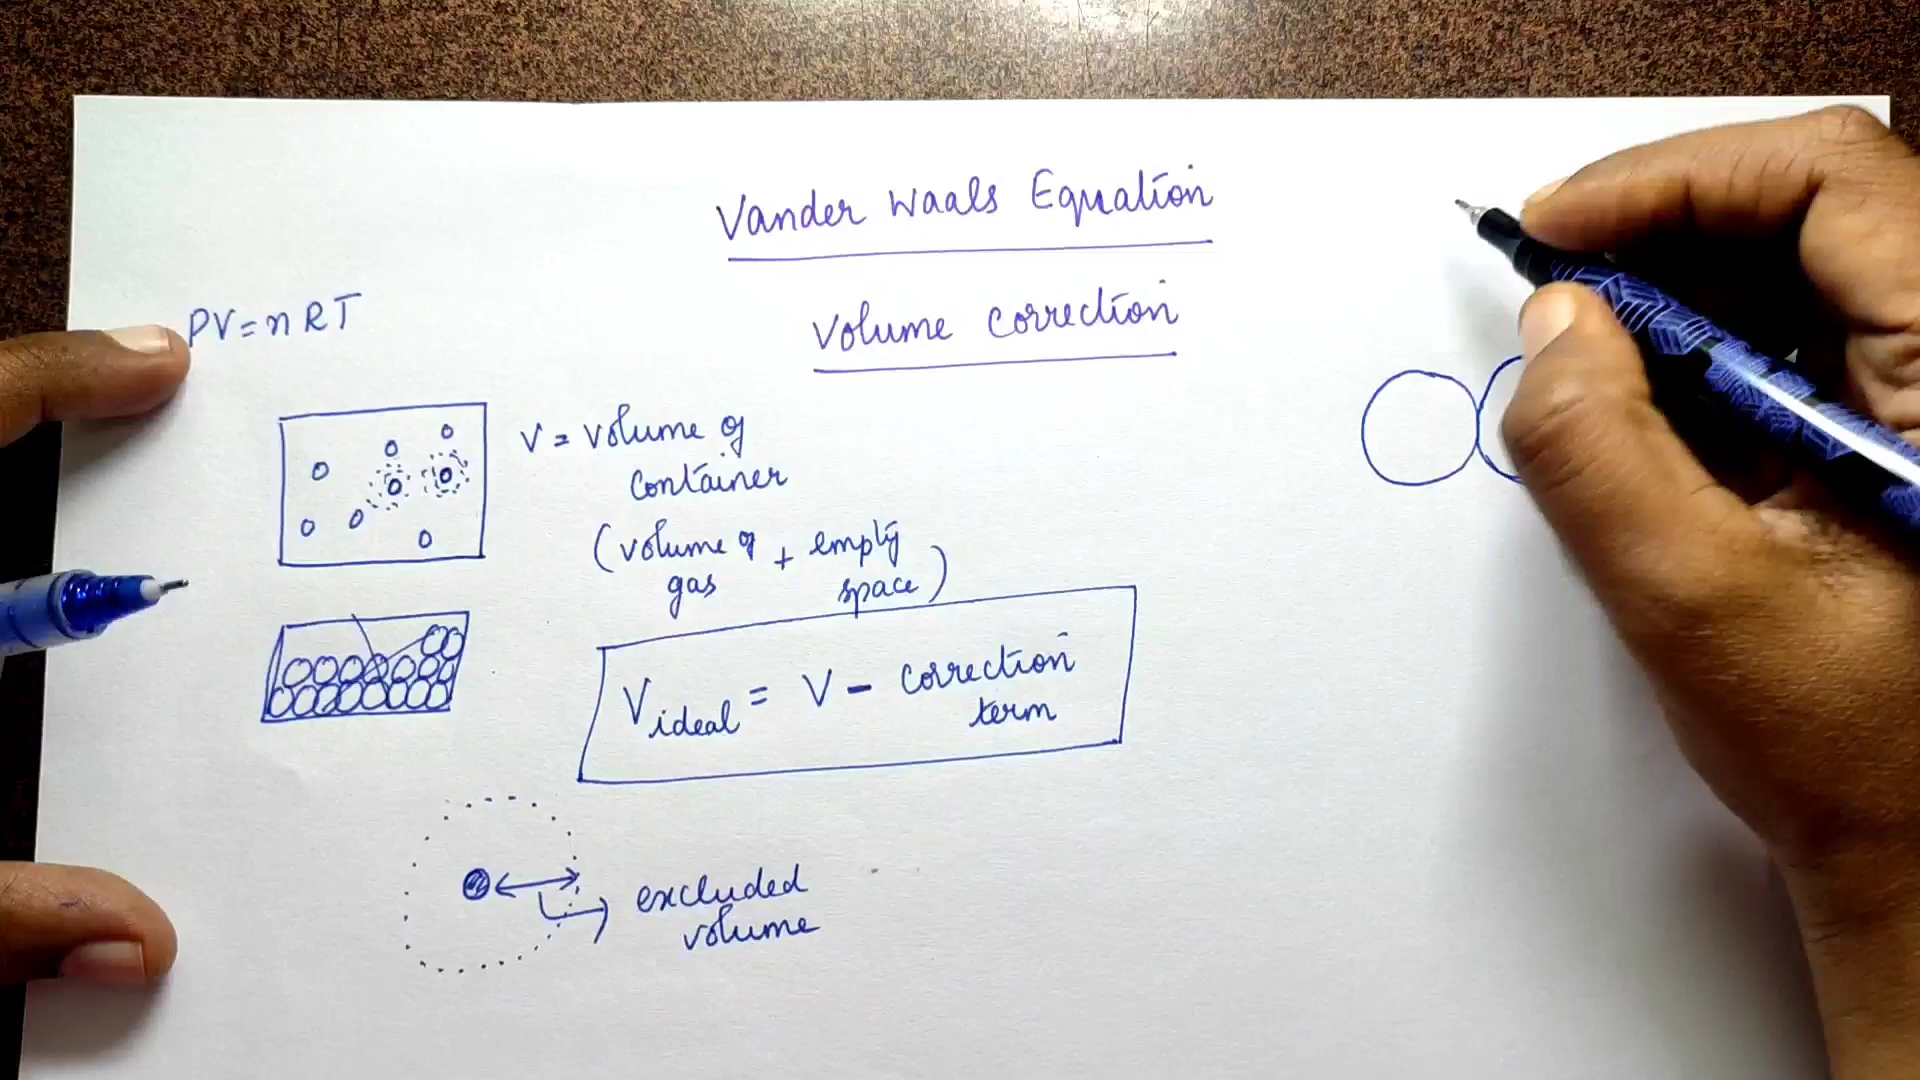 Vander Waals Equation
Volume correction
PV = nRT
V = volume of
container
(volume of + empty
gas space)
Videal = V - correction
term
excluded
volume